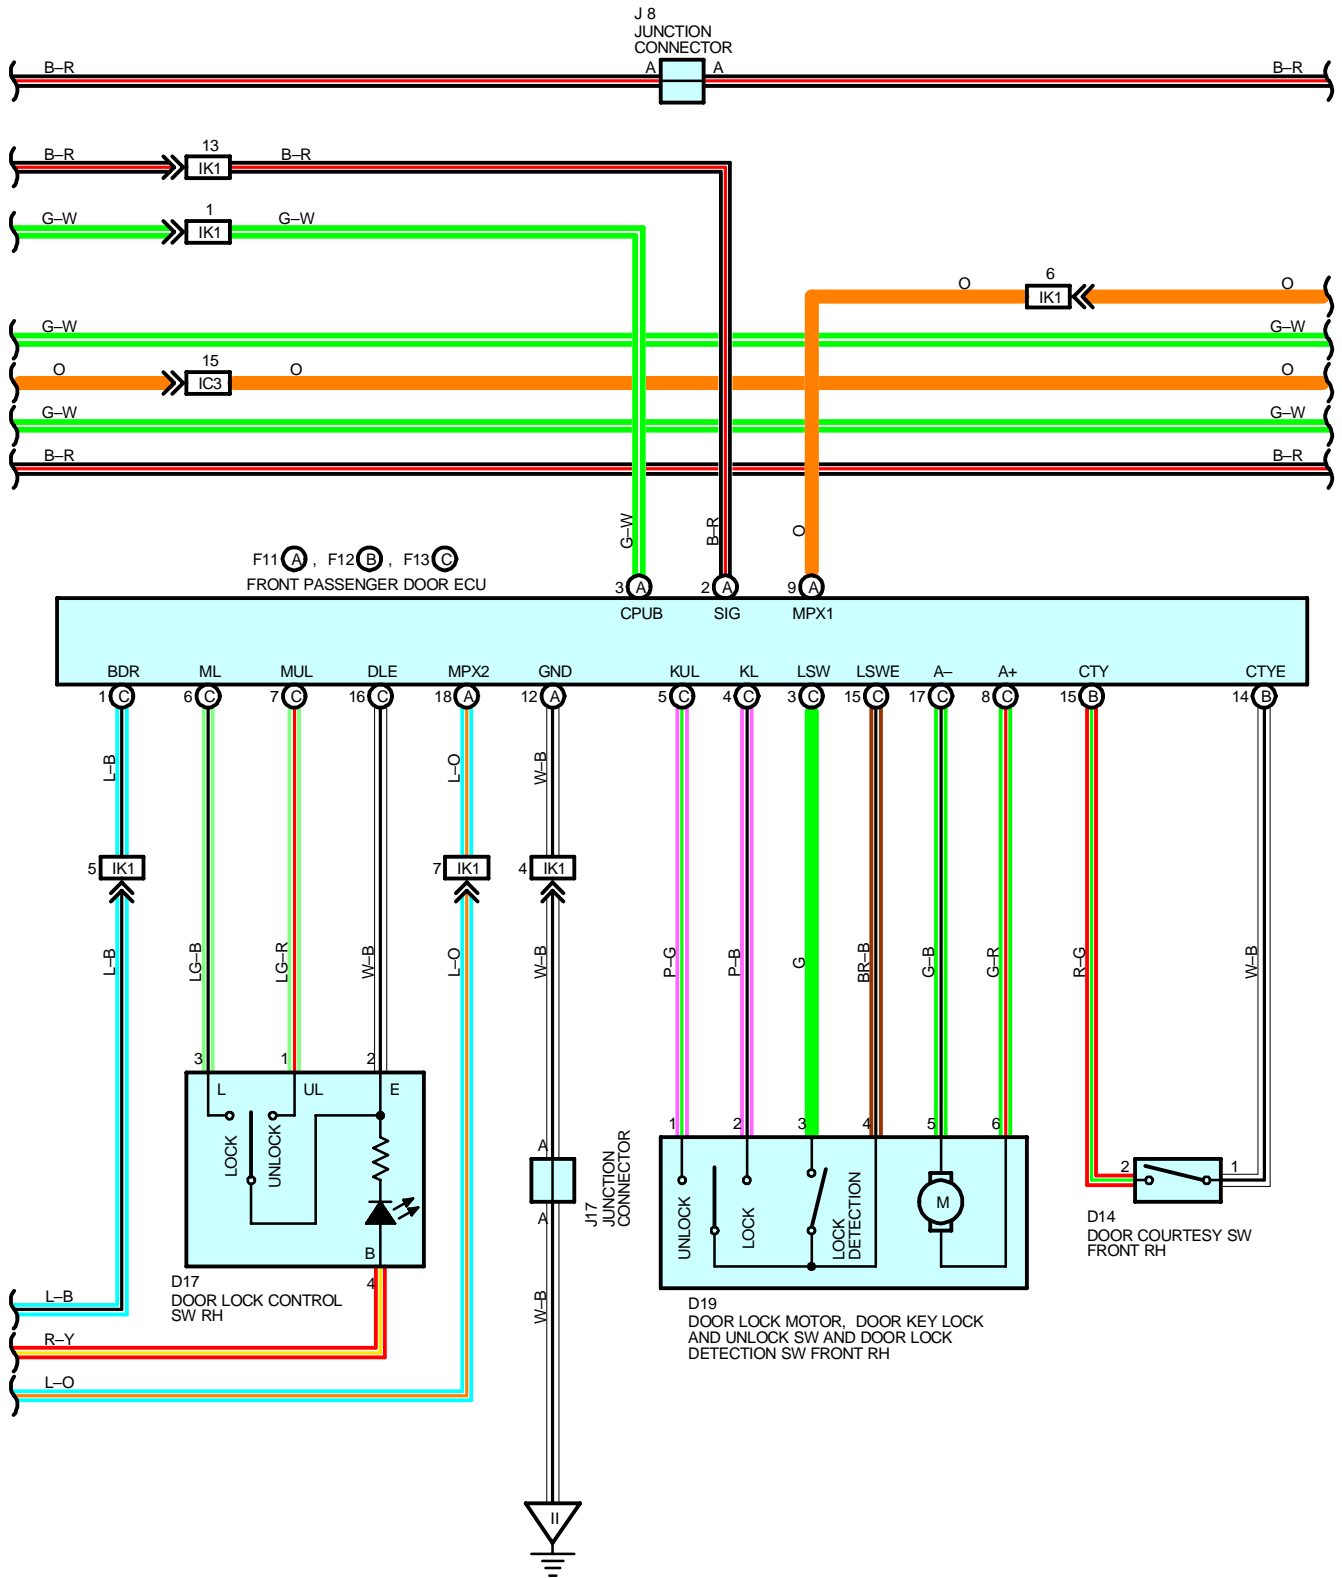 J 8
JUNCTION
CONNECTOR
B–R A A B–R
B–R 13 IK1 B–R
G–W 1 IK1 G–W
O 6 IK1 O
G–W G–W
O 15 IC3 O O
G–W G–W
B–R B–R
G–W B–R O
F11 A , F12 B , F13 C
FRONT PASSENGER DOOR ECU
3 A 2 A 9 A
CPUB SIG MPX1
BDR ML MUL DLE MPX2 GND KUL KL LSW LSWE A– A+ CTY CTYE
1 C 6 C 7 C 16 C 18 A 12 A 5 C 4 C 3 C 15 C 17 C 8 C 15 B 14 B
L–B L–O W–B
5 IK1 7 IK1 4 IK1
L–B LG–B LG–R W–B L–O W–B P–G P–B G BR–B G–B G–R R–G W–B
3 1 2
L UL E
LOCK UNLOCK
B
4
D17
DOOR LOCK CONTROL
SW RH
A
A
J17
JUNCTION
CONNECTOR
W–B
II
1 2 3 4 5 6
UNLOCK LOCK LOCK
DETECTION
M
D19
DOOR LOCK MOTOR, DOOR KEY LOCK
AND UNLOCK SW AND DOOR LOCK
DETECTION SW FRONT RH
2 1
D14
DOOR COURTESY SW
FRONT RH
L–B
R–Y
L–O